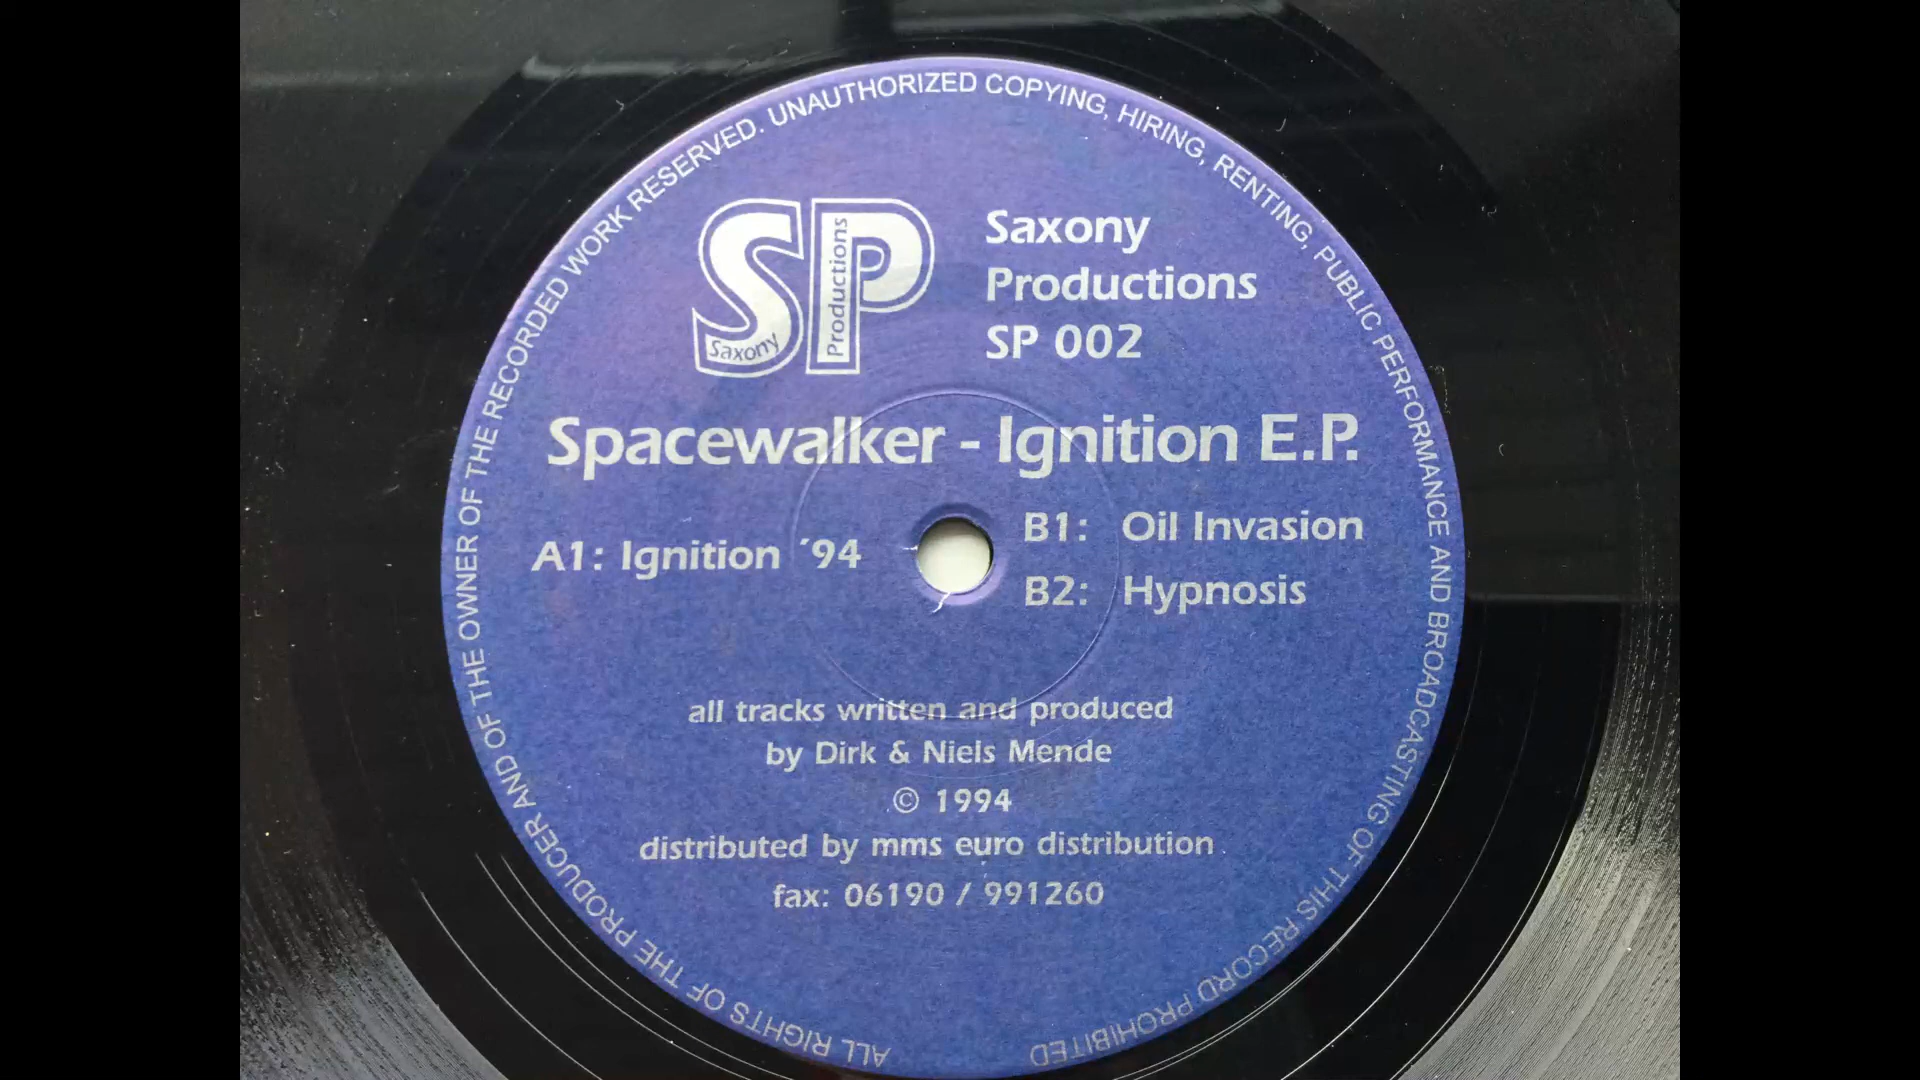 ALL RIGHTS OF THE PRODUCER AND OF THE OWNER OF THE RECORDED WORK RESERVED. UNAUTHORIZED COPYING, HIRING, RENTING, PUBLIC PERFORMANCE AND BROADCASTING OF THIS RECORD PROHIBITED
SP
Saxony
Productions
Saxony
Productions
SP 002
Spacewalker - Ignition E.P.
A1: Ignition ´94
B1: Oil Invasion
B2: Hypnosis
all tracks written and produced
by Dirk & Niels Mende
© 1994
distributed by mms euro distribution
fax: 06190 / 991260